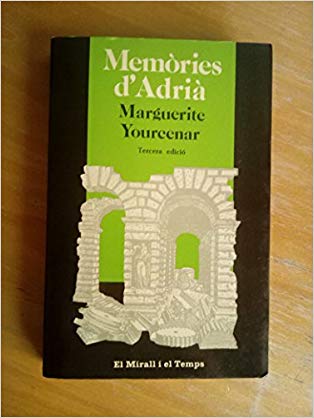 Memòries
d'Adrià
Marguerite
Yourcenar
Tercera edició
El Mirall i el Temps